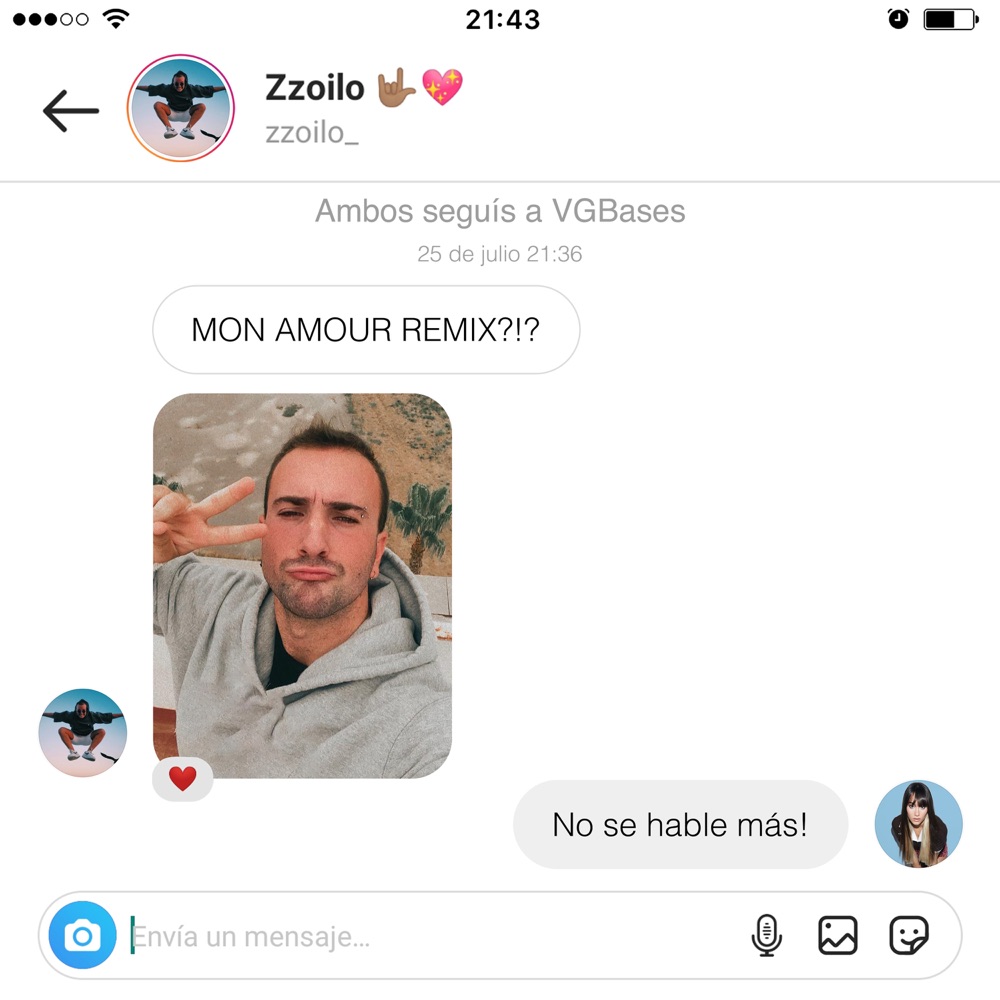 21:43
Zzoilo 🤟🏽💖
zzoilo_
Ambos seguís a VGBases
25 de julio 21:36
MON AMOUR REMIX?!?
No se hable más!
Envía un mensaje...